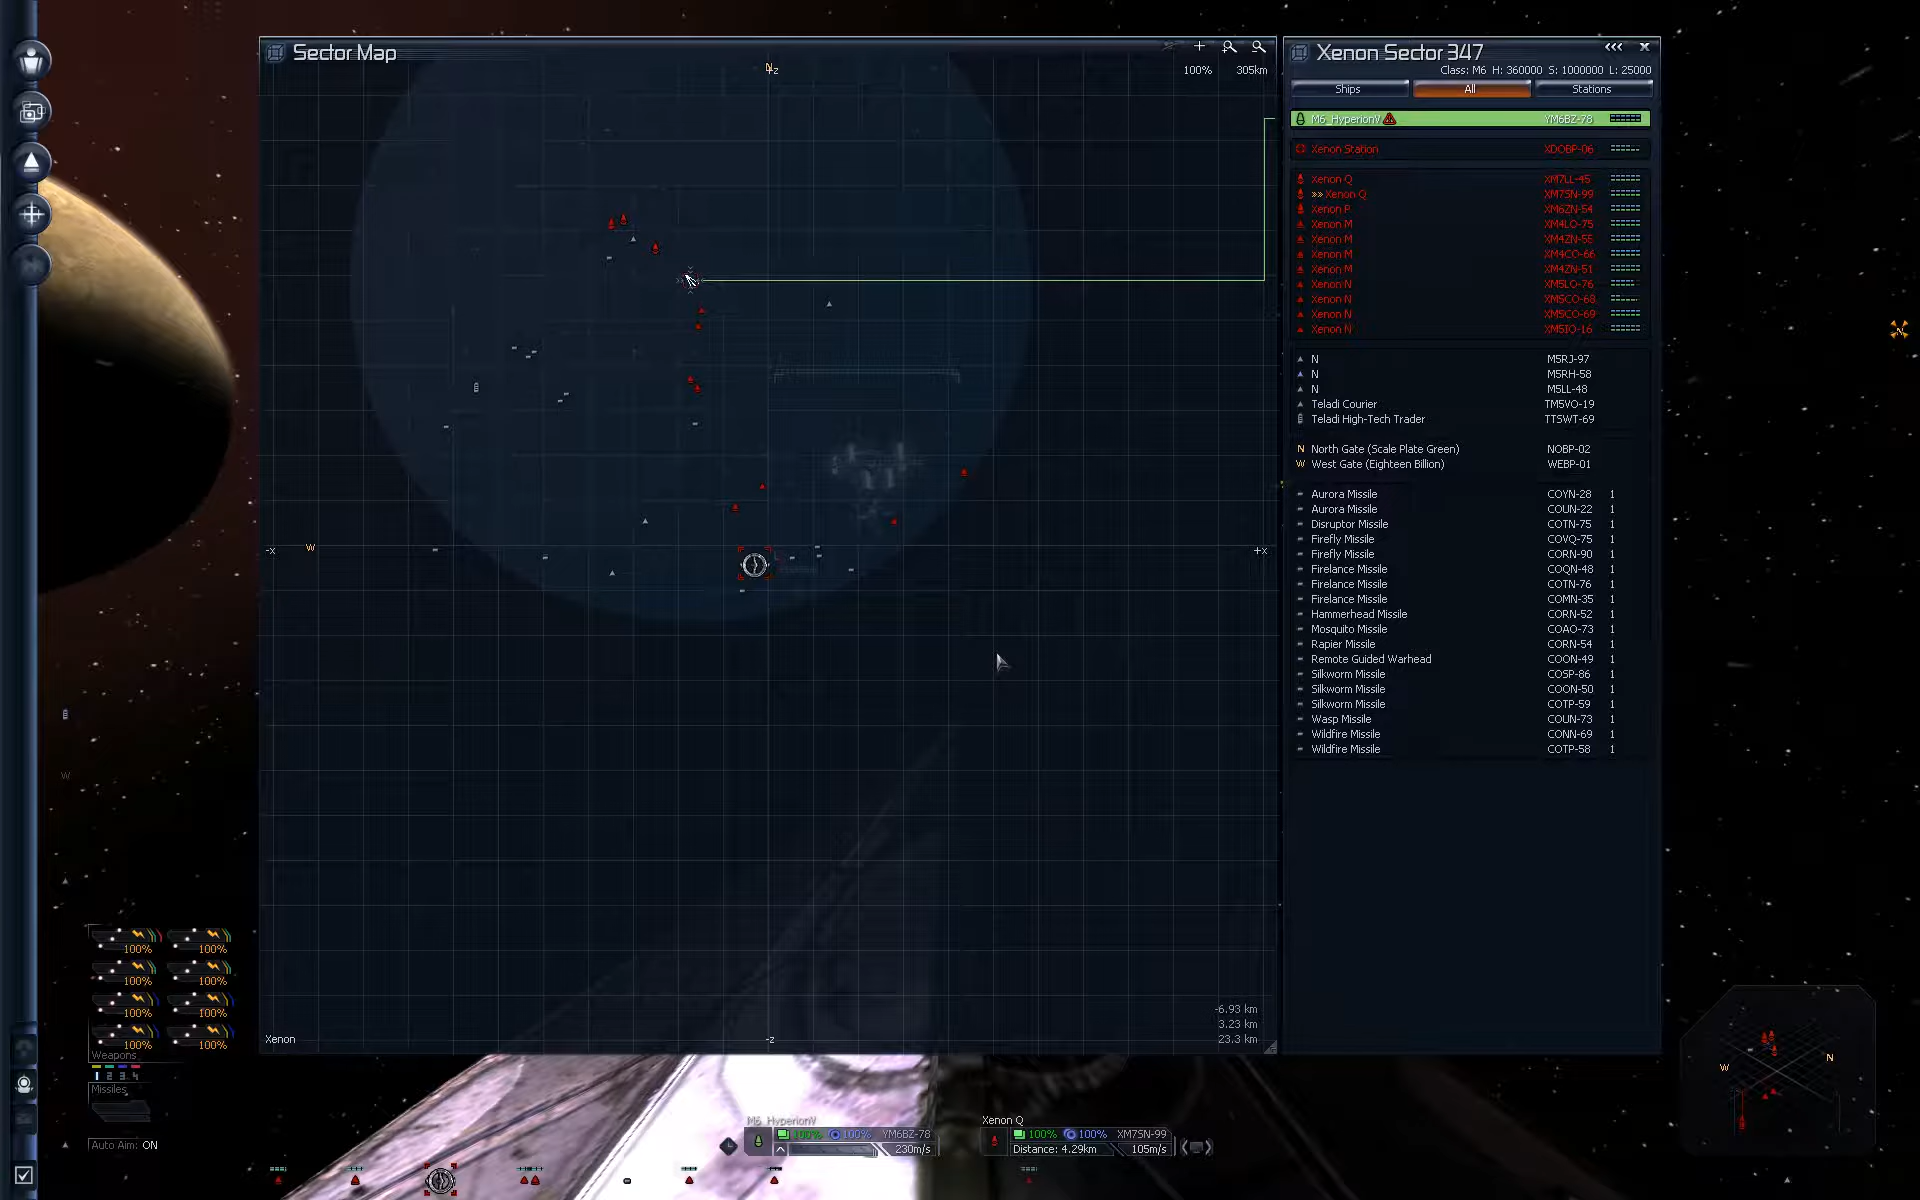 Sector Map
100% 305km
N z
-x W +x
-6.93 km
3.23 km
23.3 km
Xenon -z
Xenon Sector 347
Class: M6 H: 360000 S: 1000000 L: 25000
Ships All Stations
M6_HyperionV YM6BZ-78
Xenon Station XDOBP-06
Xenon Q XM7LL-45
»» Xenon Q XM7SN-99
Xenon P XM6ZN-54
Xenon M XM4LO-75
Xenon M XM4ZN-55
Xenon M XM4CO-66
Xenon M XM4ZN-51
Xenon N XM5LO-76
Xenon N XM5CO-68
Xenon N XM5CO-69
Xenon N XM5IO-16
N M5RJ-97
N M5RH-58
N M5LL-48
Teladi Courier TM5VO-19
Teladi High-Tech Trader TTSWT-69
N North Gate (Scale Plate Green) NOBP-02
W West Gate (Eighteen Billion) WEBP-01
Aurora Missile COYN-28 1
Aurora Missile COUN-22 1
Disruptor Missile COTN-75 1
Firefly Missile COVQ-75 1
Firefly Missile CORN-90 1
Firelance Missile COQN-48 1
Firelance Missile COTN-76 1
Firelance Missile COMN-35 1
Hammerhead Missile CORN-52 1
Mosquito Missile COAO-73 1
Rapier Missile CORN-54 1
Remote Guided Warhead COON-49 1
Silkworm Missile COSP-86 1
Silkworm Missile COON-50 1
Silkworm Missile COTP-59 1
Wasp Missile COUN-73 1
Wildfire Missile CONN-69 1
Wildfire Missile COTP-58 1
N
W
100% 100%
100% 100%
100% 100%
100% 100%
Weapons
1 2 3 4
Missiles
Auto Aim: ON
M6_HyperionV
100% 100% YM6BZ-78
230m/s
Xenon Q
100% 100% XM7SN-99
Distance: 4.29km 105m/s
W N